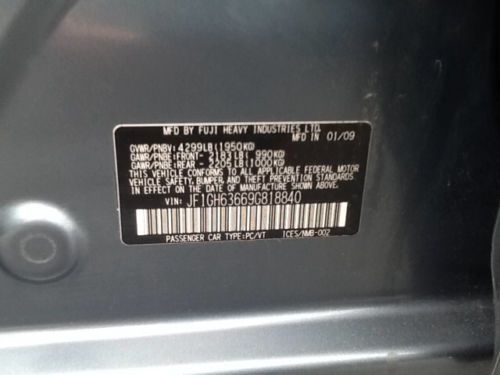 MFD BY FUJI HEAVY INDUSTRIES LTD.
MFD IN 01/09
GVWR/PNBV: 4299LB(1950KG)
GAWR/PNBE:FRONT- 2183LB( 990KG)
GAWR/PNBE:REAR - 2205LB(1000KG)
THIS VEHICLE CONFORMS TO ALL APPLICABLE FEDERAL MOTOR
VEHICLE SAFETY, BUMPER, AND THEFT PREVENTION STANDARDS
IN EFFECT ON THE DATE OF MANUFACTURE SHOWN ABOVE.
VIN: JF1GH63669G818840
PASSENGER CAR TYPE:PC/VT ICES/NMB-002